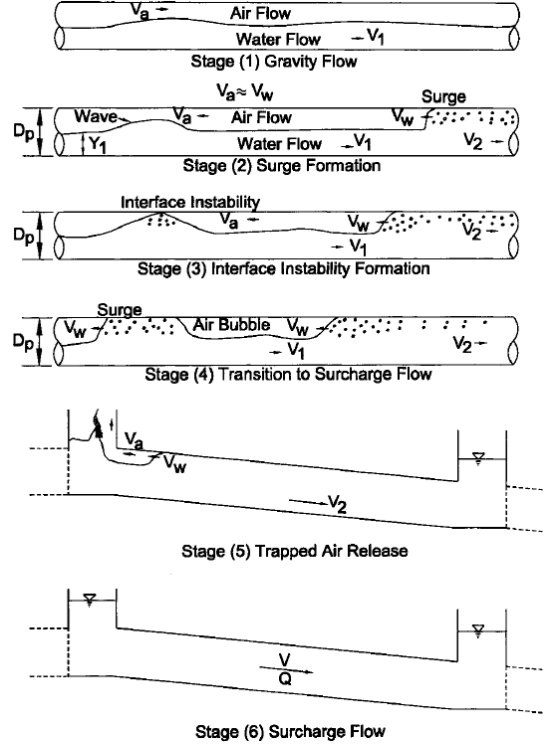 Va Air Flow
Water Flow V1
Stage (1) Gravity Flow
Va≈ Vw
Surge
Wave Va Air Flow Vw
Dp Y1 Water Flow V1 V2
Stage (2) Surge Formation
Interface Instability
Dp Va Vw V2
V1
Stage (3) Interface Instability Formation
Surge
Dp Vw Air Bubble Vw
V1 V2
Stage (4) Transition to Surcharge Flow
Va
Vw
V2
Stage (5) Trapped Air Release
V
Q
Stage (6) Surcharge Flow